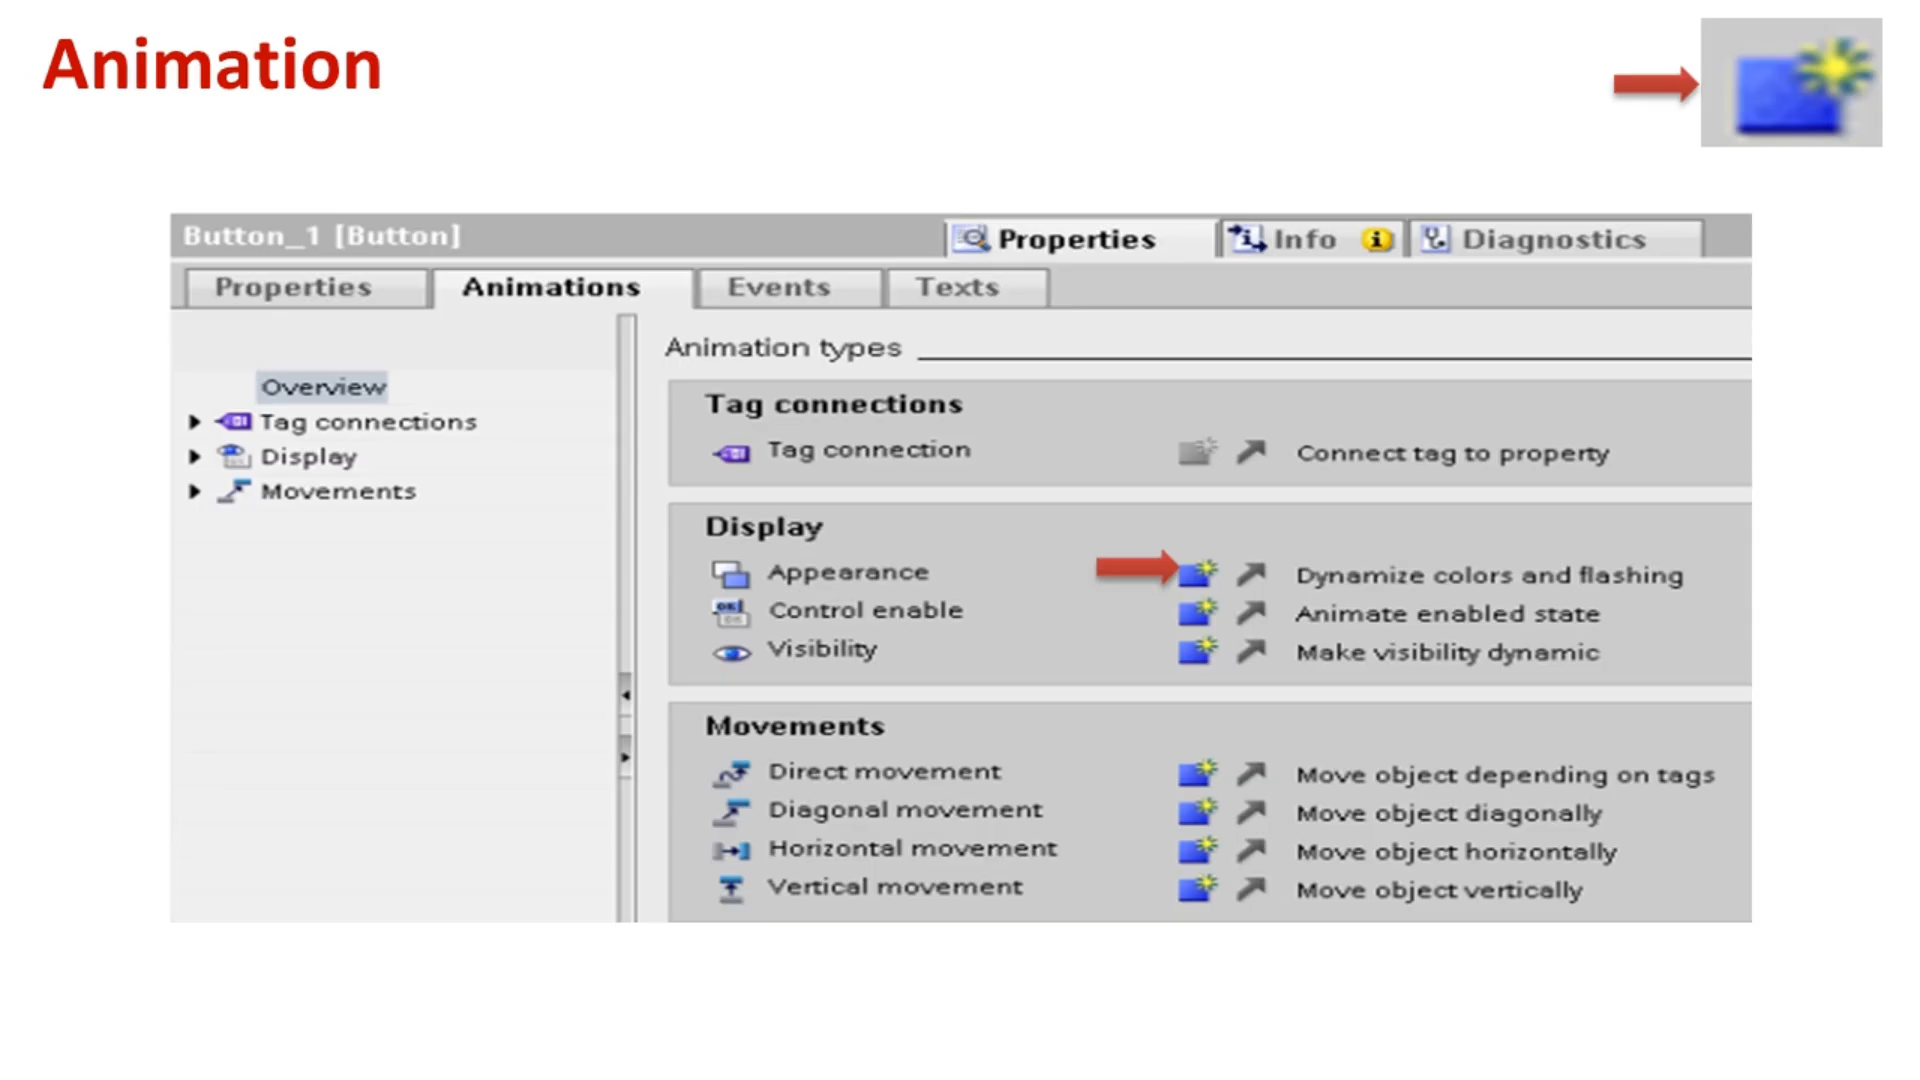 Animation
Button_1 [Button]
Properties
Info
Diagnostics
Properties
Animations
Events
Texts
Overview
Tag connections
Display
Movements
Animation types
Tag connections
Tag connection
Connect tag to property
Display
Appearance
Dynamize colors and flashing
Control enable
Animate enabled state
Visibility
Make visibility dynamic
Movements
Direct movement
Move object depending on tags
Diagonal movement
Move object diagonally
Horizontal movement
Move object horizontally
Vertical movement
Move object vertically